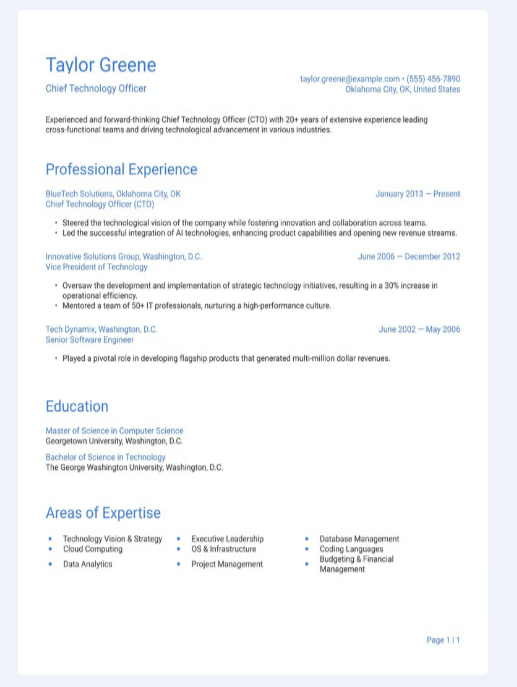 Taylor Greene
Chief Technology Officer
taylor.greene@example.com • (555) 456-7890
Oklahoma City, OK, United States
Experienced and forward-thinking Chief Technology Officer (CTO) with 20+ years of extensive experience leading
cross-functional teams and driving technological advancement in various industries.
Professional Experience
BlueTech Solutions, Oklahoma City, OK
January 2013 – Present
Chief Technology Officer (CTO)
• Steered the technological vision of the company while fostering innovation and collaboration across teams.
• Led the successful integration of AI technologies, enhancing product capabilities and opening new revenue streams.
Innovative Solutions Group, Washington, D.C.
June 2006 – December 2012
Vice President of Technology
• Oversaw the development and implementation of strategic technology initiatives, resulting in a 30% increase in
operational efficiency.
• Mentored a team of 50+ IT professionals, nurturing a high-performance culture.
Tech Dynamix, Washington, D.C.
June 2002 – May 2006
Senior Software Engineer
• Played a pivotal role in developing flagship products that generated multi-million dollar revenues.
Education
Master of Science in Computer Science
Georgetown University, Washington, D.C.
Bachelor of Science in Technology
The George Washington University, Washington, D.C.
Areas of Expertise
• Technology Vision & Strategy
• Cloud Computing
• Data Analytics
• Executive Leadership
• OS & Infrastructure
• Project Management
• Database Management
• Coding Languages
• Budgeting & Financial
Management
Page 1 | 1